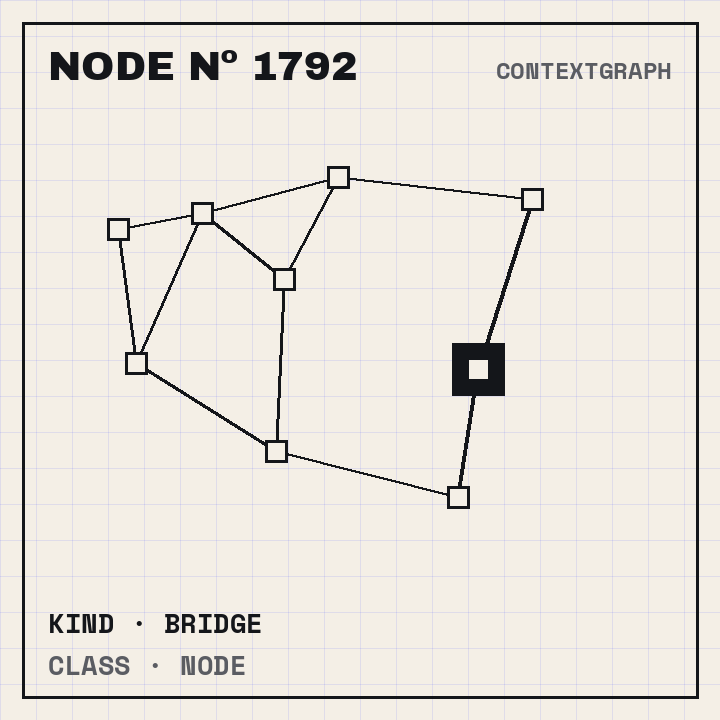 NODE Nº 1792
CONTEXTGRAPH
KIND · BRIDGE
CLASS · NODE